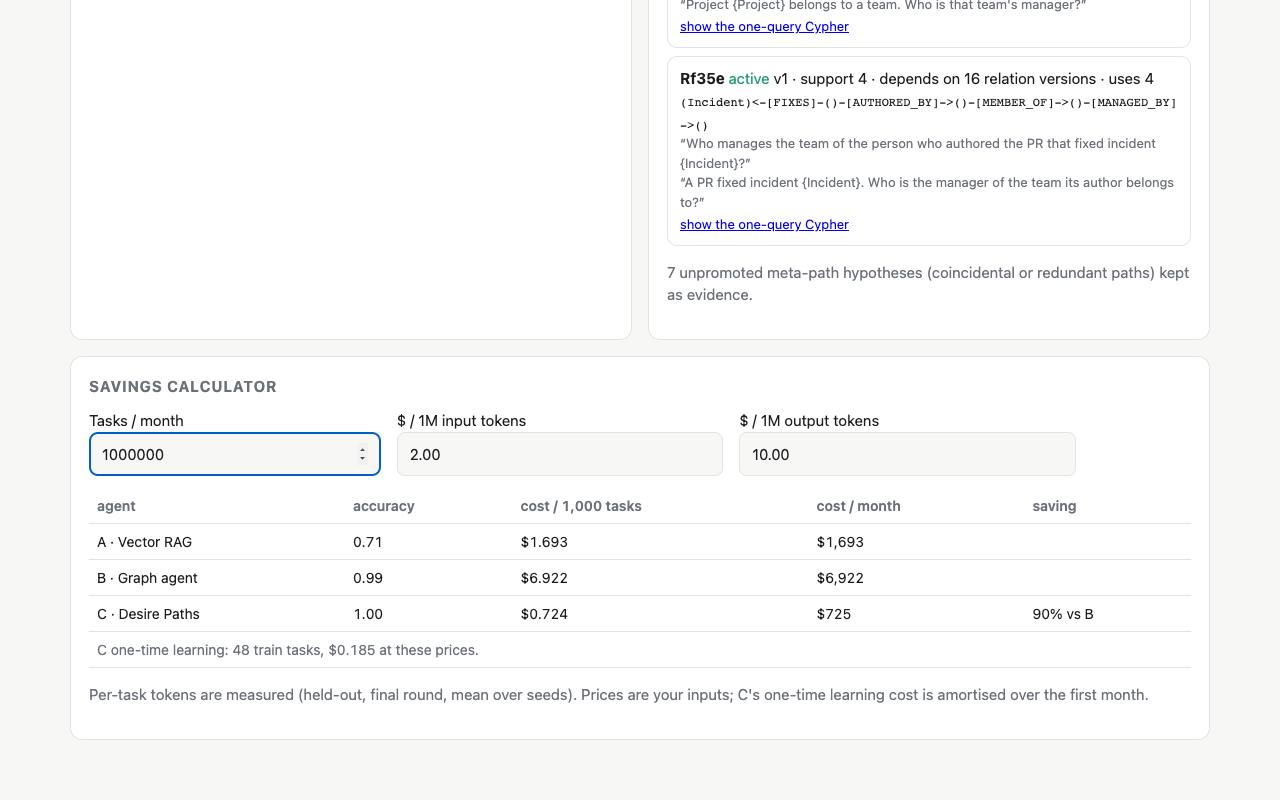 “Project {Project} belongs to a team. Who is that team's manager?”
show the one-query Cypher
Rf35e active v1 · support 4 · depends on 16 relation versions · uses 4
(Incident)<-[FIXES]-()-[AUTHORED_BY]->()-[MEMBER_OF]->()-[MANAGED_BY]
->()
“Who manages the team of the person who authored the PR that fixed incident
{Incident}?”
“A PR fixed incident {Incident}. Who is the manager of the team its author belongs
to?”
show the one-query Cypher
7 unpromoted meta-path hypotheses (coincidental or redundant paths) kept
as evidence.
SAVINGS CALCULATOR
Tasks / month $ / 1M input tokens $ / 1M output tokens
1000000 2.00 10.00
agent accuracy cost / 1,000 tasks cost / month saving
A · Vector RAG 0.71 $1.693 $1,693
B · Graph agent 0.99 $6.922 $6,922
C · Desire Paths 1.00 $0.724 $725 90% vs B
C one-time learning: 48 train tasks, $0.185 at these prices.
Per-task tokens are measured (held-out, final round, mean over seeds). Prices are your inputs; C's one-time learning cost is amortised over the first month.